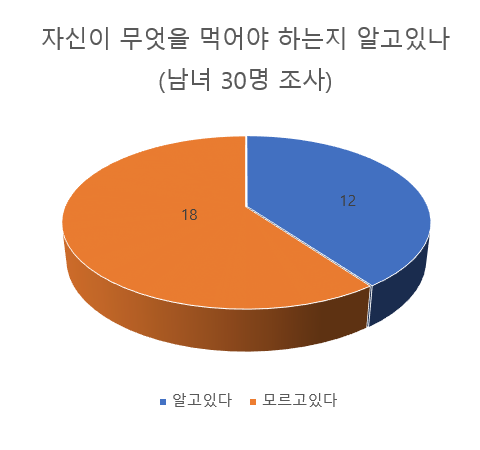 자신이 무엇을 먹어야 하는지 알고있나
(남녀 30명 조사)
12
18
알고있다 모르고있다